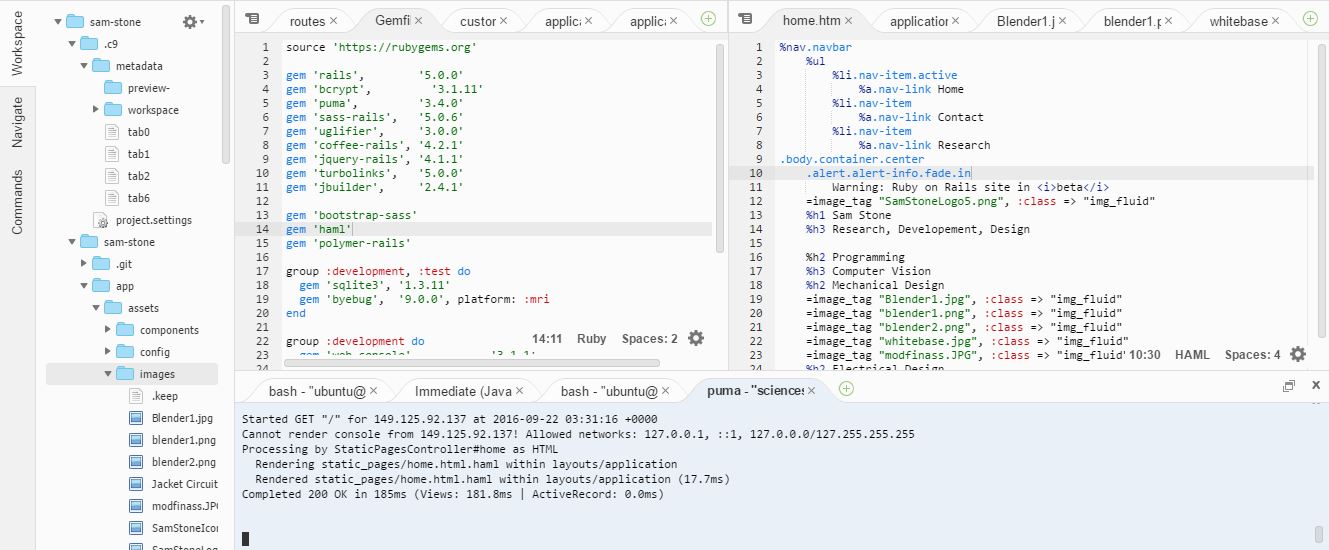 Workspace
Navigate
Commands
sam-stone
.c9
metadata
preview-
workspace
tab0
tab1
tab2
tab6
project.settings
sam-stone
.git
app
assets
components
config
images
.keep
Blender1.jpg
blender1.png
blender2.png
Jacket Circuit
modfinass.JP
SamStoneIcon
SamStoneLog
routes
Gemfi
custor
applica
applica
1 source 'https://rubygems.org'
2
3 gem 'rails', '5.0.0'
4 gem 'bcrypt', '3.1.11'
5 gem 'puma', '3.4.0'
6 gem 'sass-rails', '5.0.6'
7 gem 'uglifier', '3.0.0'
8 gem 'coffee-rails', '4.2.1'
9 gem 'jquery-rails', '4.1.1'
10 gem 'turbolinks', '5.0.0'
11 gem 'jbuilder', '2.4.1'
12
13 gem 'bootstrap-sass'
14 gem 'haml'
15 gem 'polymer-rails'
16
17 group :development, :test do
18 gem 'sqlite3', '1.3.11'
19 gem 'byebug', '9.0.0', platform: :mri
20 end
21
22 group :development do
23 gem 'web-console', '3.1.1'
24
14:11 Ruby Spaces: 2
home.htm
application
Blender1.j
blender1.p
whitebase
1 %nav.navbar
2 %ul
3 %li.nav-item.active
4 %a.nav-link Home
5 %li.nav-item
6 %a.nav-link Contact
7 %li.nav-item
8 %a.nav-link Research
9 .body.container.center
10 .alert.alert-info.fade.in
11 Warning: Ruby on Rails site in <i>beta</i>
12 =image_tag "SamStoneLogo5.png", :class => "img_fluid"
13 %h1 Sam Stone
14 %h3 Research, Developement, Design
15
16 %h2 Programming
17 %h3 Computer Vision
18 %h2 Mechanical Design
19 =image_tag "Blender1.jpg", :class => "img_fluid"
20 =image_tag "blender1.png", :class => "img_fluid"
21 =image_tag "blender2.png", :class => "img_fluid"
22 =image_tag "whitebase.jpg", :class => "img_fluid"
23 =image_tag "modfinass.JPG", :class => "img_fluid"
24 %h2 Electrical Design
10:30 HAML Spaces: 4
bash - "ubuntu@
Immediate (Java
bash - "ubuntu@
puma - "sciences
Started GET "/" for 149.125.92.137 at 2016-09-22 03:31:16 +0000
Cannot render console from 149.125.92.137! Allowed networks: 127.0.0.1, ::1, 127.0.0.0/127.255.255.255
Processing by StaticPagesController#home as HTML
Rendering static_pages/home.html.haml within layouts/application
Rendered static_pages/home.html.haml within layouts/application (17.7ms)
Completed 200 OK in 185ms (Views: 181.8ms | ActiveRecord: 0.0ms)